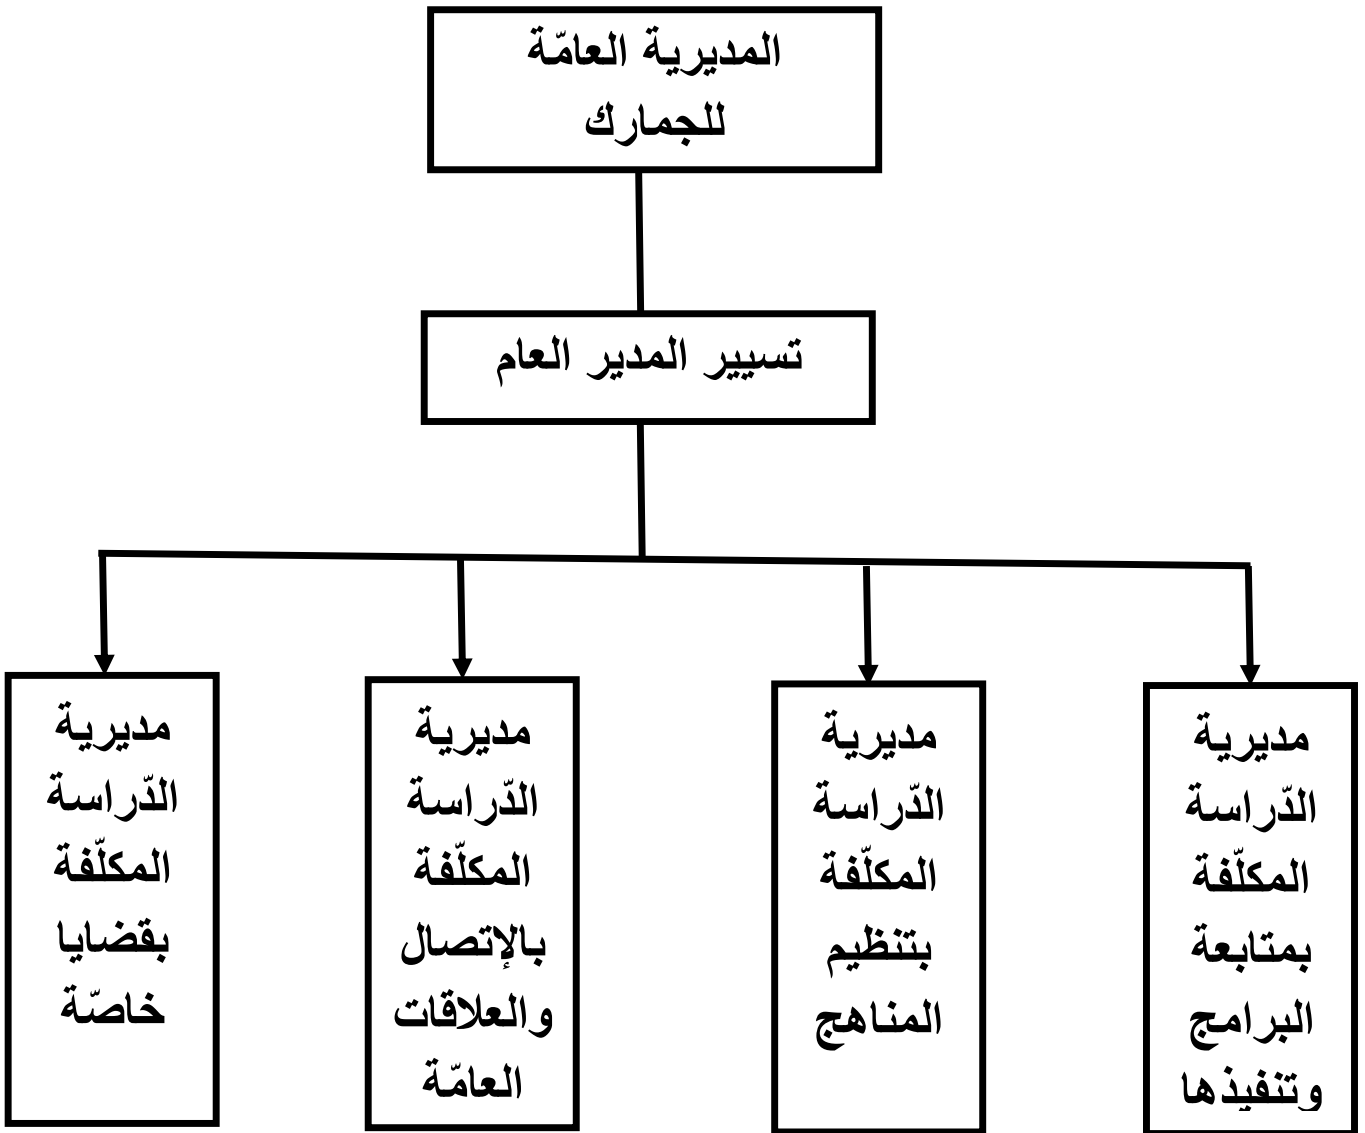 المديرية العامّة
للجمارك
تسيير المدير العام
مديرية
الدّراسة
المكلّفة
بمتابعة
البرامج
وتنفيذها
مديرية
الدّراسة
المكلّفة
بتنظيم
المناهج
مديرية
الدّراسة
المكلّفة
بالإتصال
والعلاقات
العامّة
مديرية
الدّراسة
المكلّفة
بقضايا
خاصّة